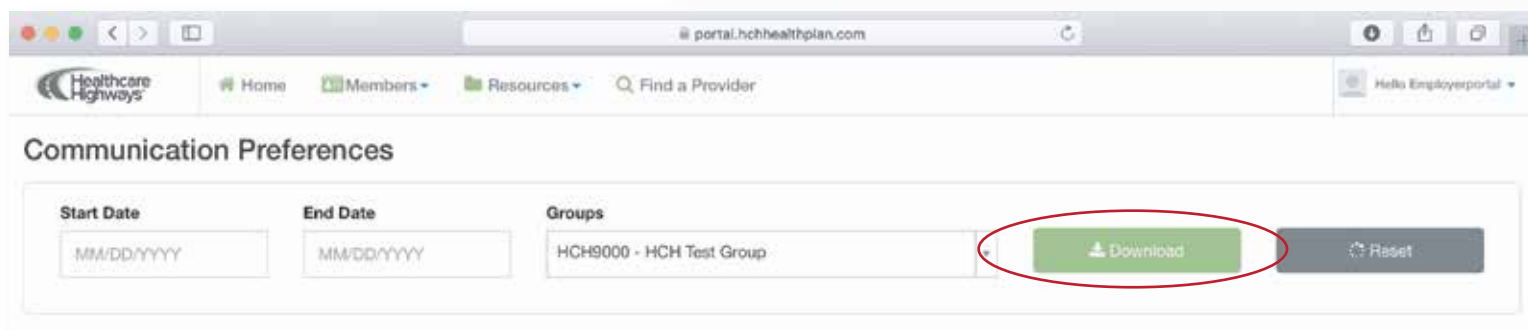 portal.hchhealthplan.com
Healthcare Highways
Home Members Resources Find a Provider Hello Employerportal
Communication Preferences
Start Date End Date Groups
MM/DD/YYYY MM/DD/YYYY HCH9000 - HCH Test Group Download Reset